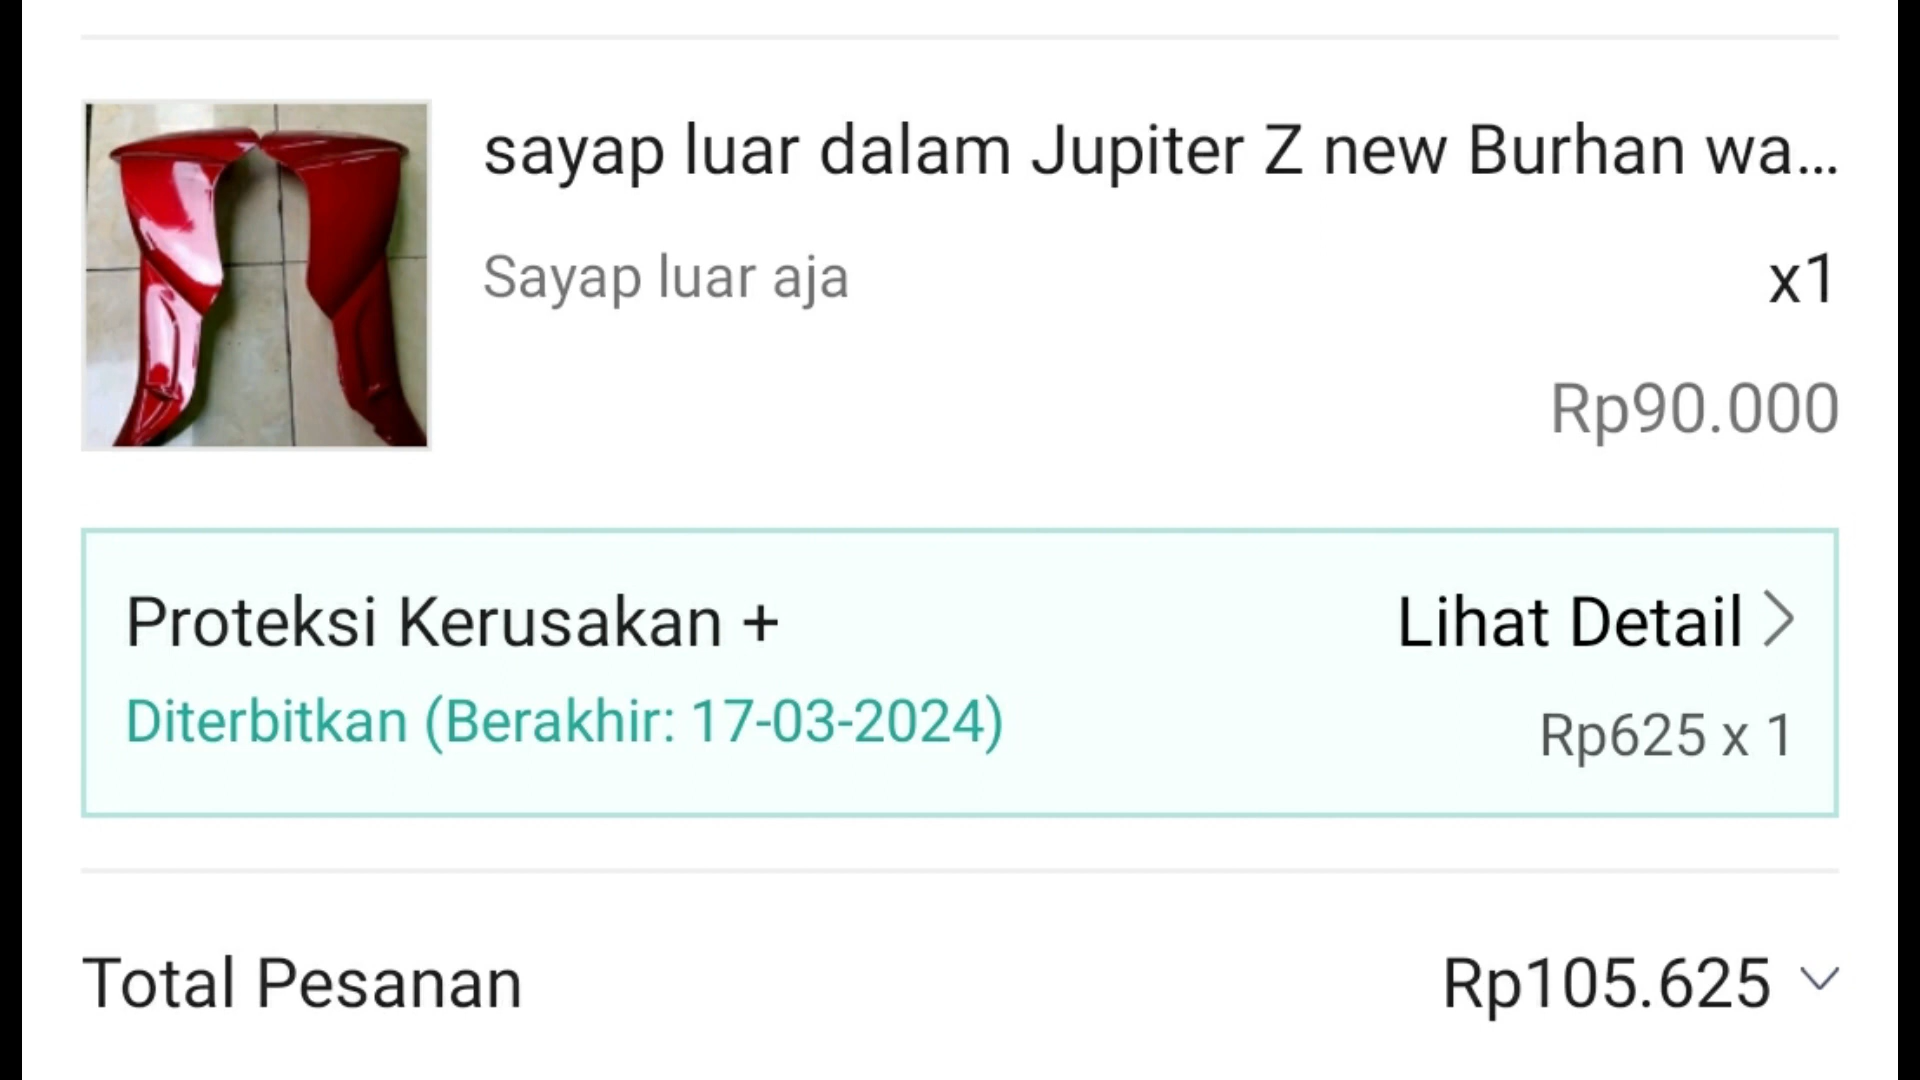 sayap luar dalam Jupiter Z new Burhan wa...
Sayap luar aja
x1
Rp90.000
Proteksi Kerusakan +
Lihat Detail
Diterbitkan (Berakhir: 17-03-2024)
Rp625 x 1
Total Pesanan
Rp105.625